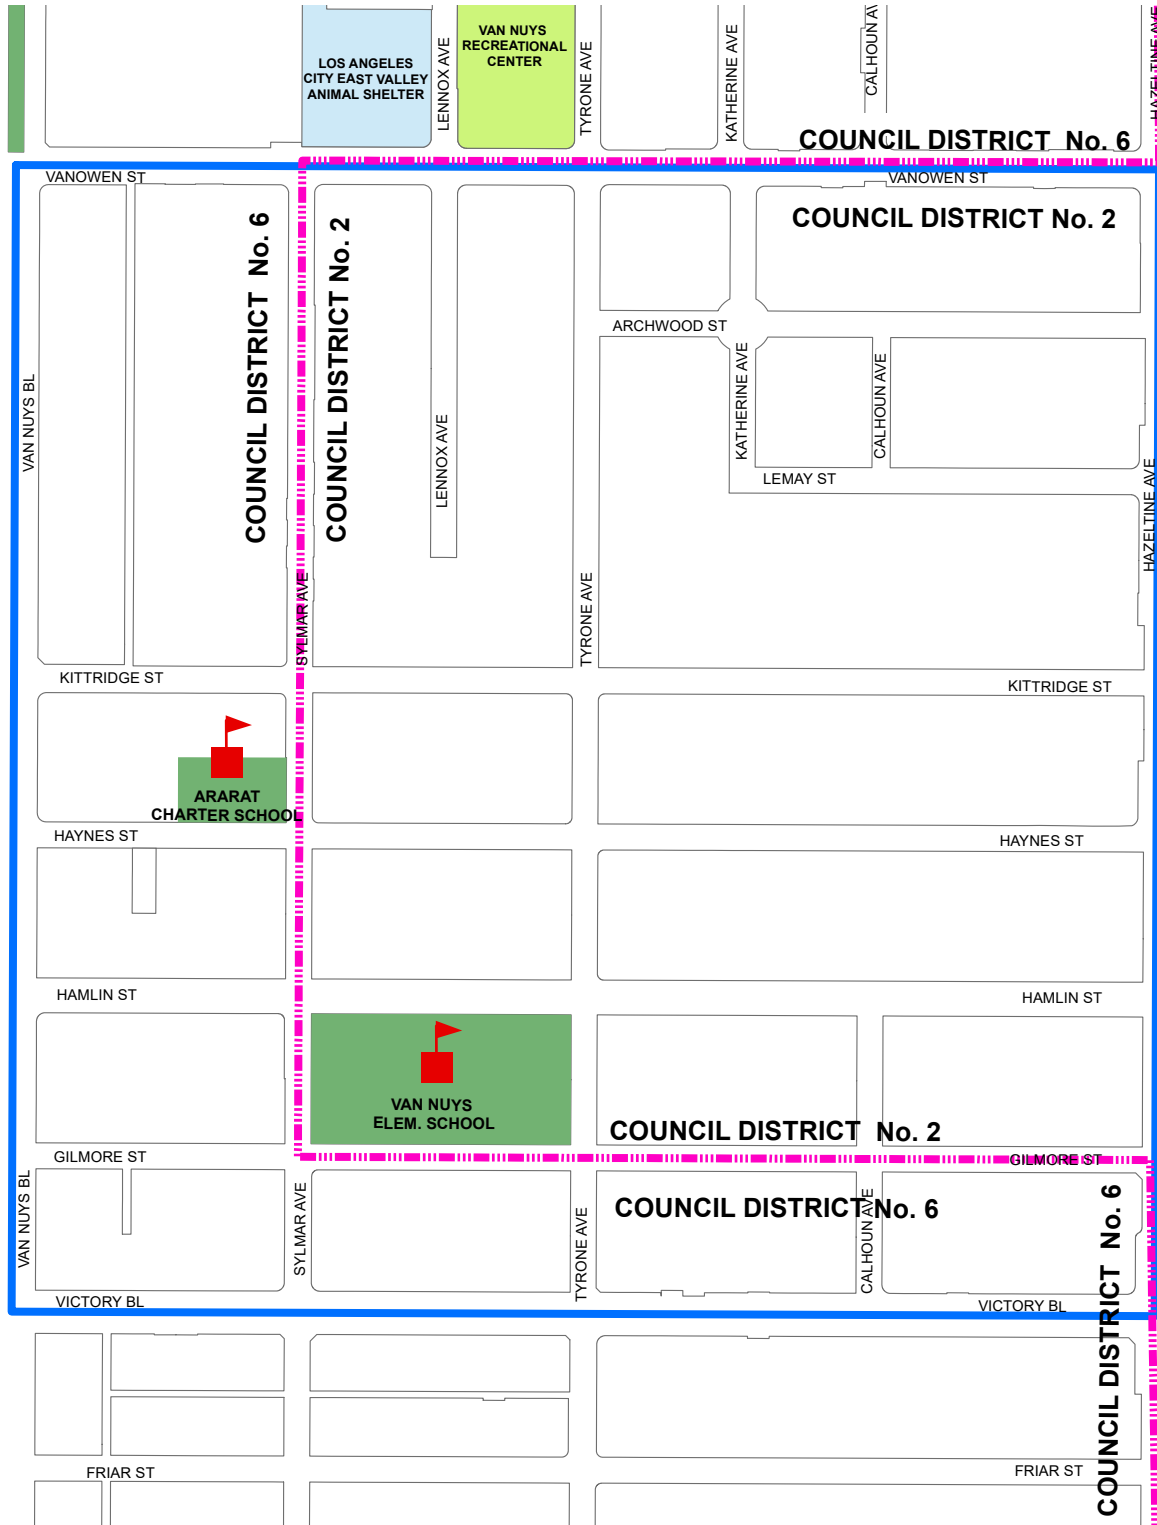 VAN NUYS
RECREATIONAL
CENTER
LOS ANGELES
CITY EAST VALLEY
ANIMAL SHELTER
LENNOX AVE
TYRONE AVE
KATHERINE AVE
CALHOUN AV
HAZELTINE AVE
COUNCIL DISTRICT No. 6
VANOWEN ST
VANOWEN ST
COUNCIL DISTRICT No. 6
COUNCIL DISTRICT No. 2
COUNCIL DISTRICT No. 2
ARCHWOOD ST
VAN NUYS BL
LENNOX AVE
KATHERINE AVE
CALHOUN AVE
LEMAY ST
HAZELTINE AVE
SYLMAR AVE
TYRONE AVE
KITTRIDGE ST
KITTRIDGE ST
ARARAT
CHARTER SCHOOL
HAYNES ST
HAYNES ST
HAMLIN ST
HAMLIN ST
VAN NUYS
ELEM. SCHOOL
COUNCIL DISTRICT No. 2
GILMORE ST
GILMORE ST
VAN NUYS BL
SYLMAR AVE
TYRONE AVE
COUNCIL DISTRICT No. 6
CALHOUN AVE
COUNCIL DISTRICT No. 6
VICTORY BL
VICTORY BL
FRIAR ST
FRIAR ST